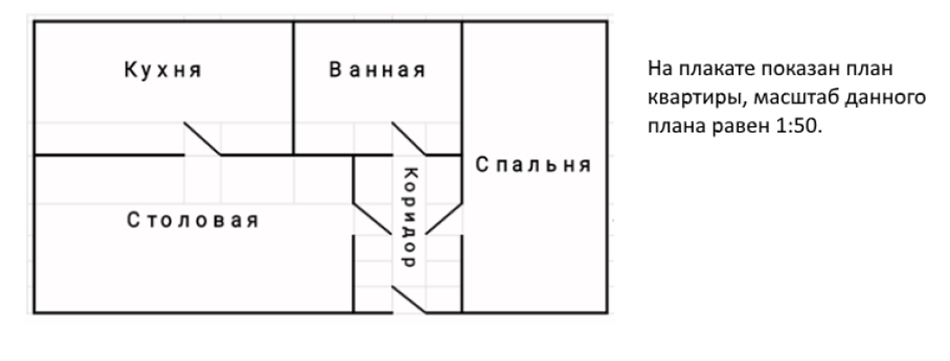 Кухня
Ванная
Спальня
Столовая
Коридор
На плакате показан план
квартиры, масштаб данного
плана равен 1:50.